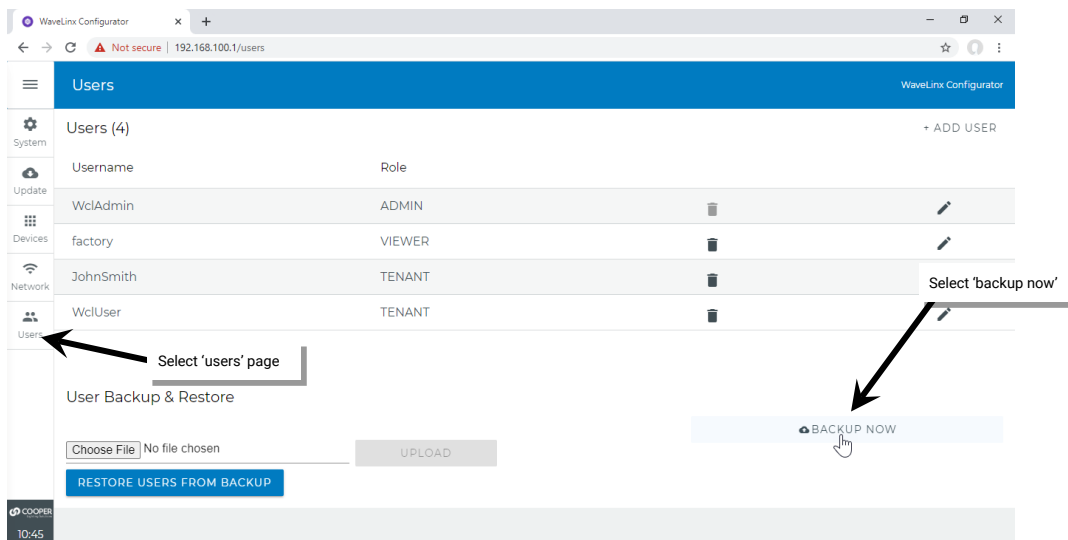 WaveLinx Configurator
Not secure | 192.168.100.1/users
Users
WaveLinx Configurator
System
Update
Devices
Network
Users
Users (4)
+ ADD USER
Username Role
WclAdmin ADMIN
factory VIEWER
JohnSmith TENANT
WclUser TENANT
Select ‘backup now’
Select ‘users’ page
User Backup & Restore
BACKUP NOW
Choose File No file chosen
UPLOAD
RESTORE USERS FROM BACKUP
COOPER
10:45